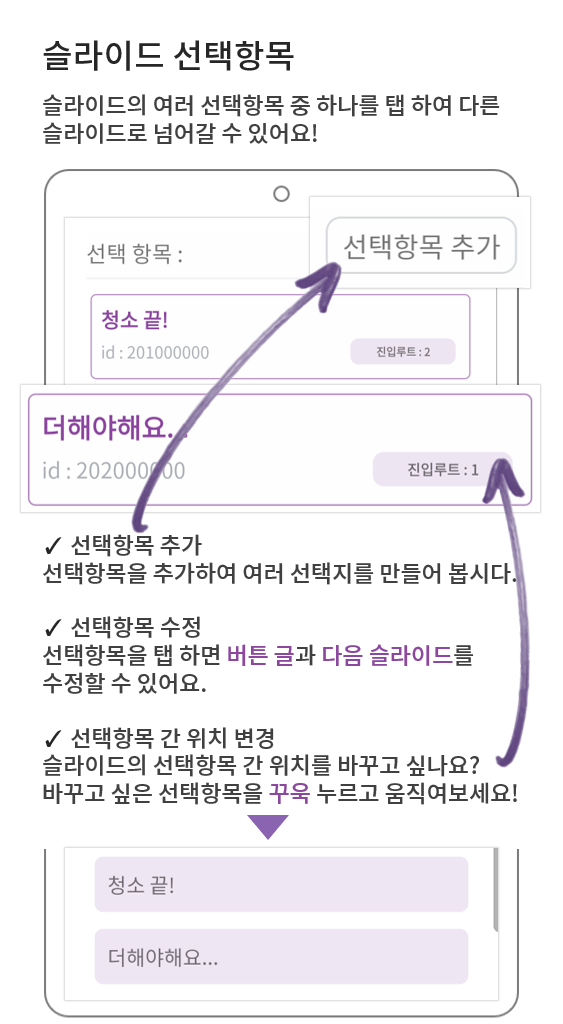 슬라이드 선택항목
슬라이드의 여러 선택항목 중 하나를 탭 하여 다른
슬라이드로 넘어갈 수 있어요!
선택 항목 :
선택항목 추가
청소 끝!
id : 201000000
진입루트 : 2
더해야해요...
id : 202000000
진입루트 : 1
✓ 선택항목 추가
선택항목을 추가하여 여러 선택지를 만들어 봅시다.
✓ 선택항목 수정
선택항목을 탭 하면 버튼 글과 다음 슬라이드를
수정할 수 있어요.
✓ 선택항목 간 위치 변경
슬라이드의 선택항목 간 위치를 바꾸고 싶나요?
바꾸고 싶은 선택항목을 꾸욱 누르고 움직여보세요!
청소 끝!
더해야해요...